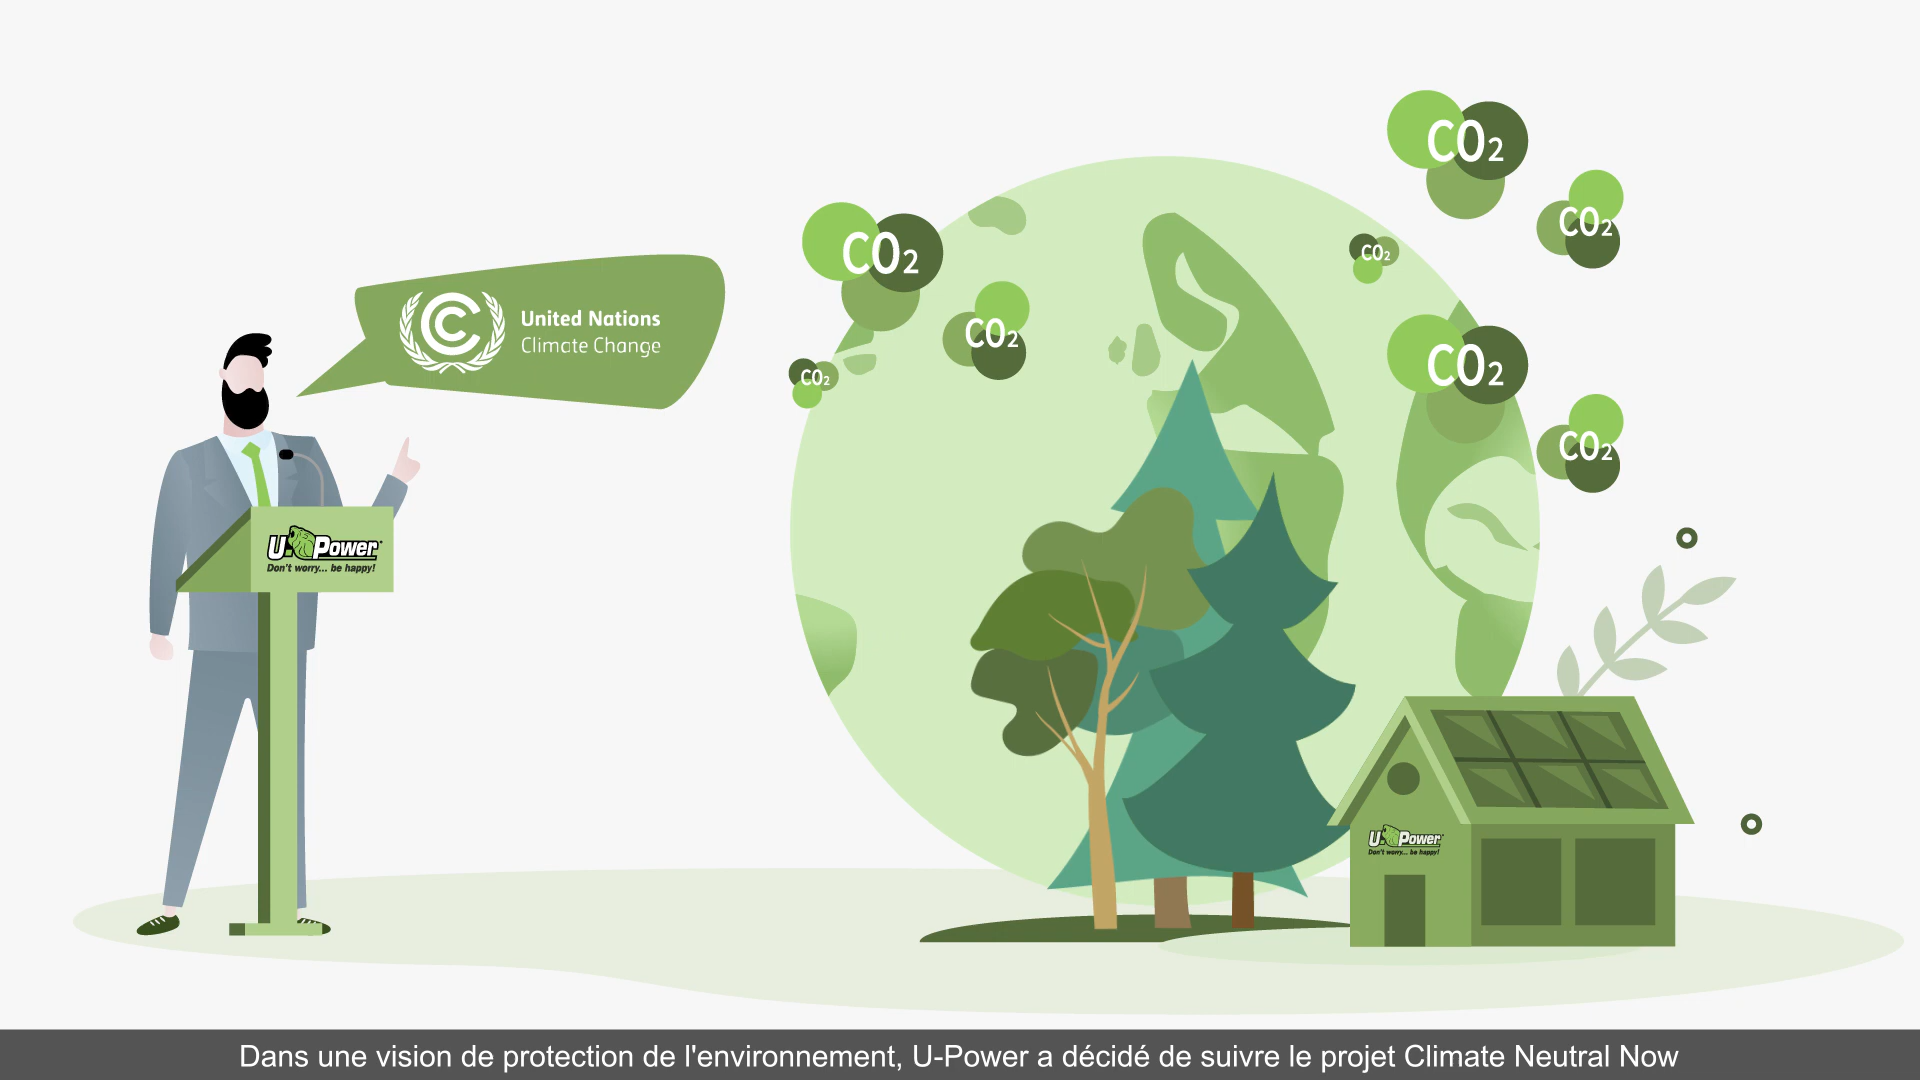 CO2
CO2
CO2
CO2
CO2
United Nations
Climate Change
CO2
CO2
CO2
CO2
U-Power
Don't worry... be happy!
U-Power
Don't worry... be happy!
Dans une vision de protection de l'environnement, U-Power a décidé de suivre le projet Climate Neutral Now